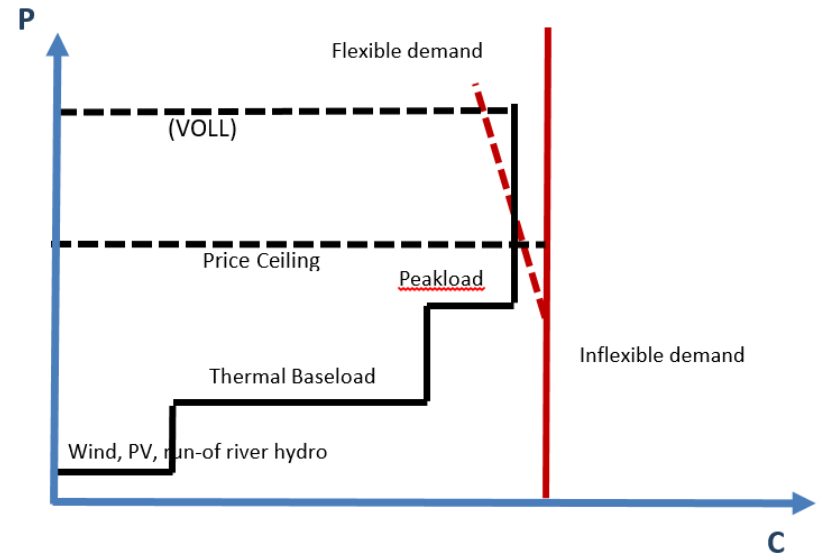 P
Flexible demand
(VOLL)
Price Ceiling
Peakload
Inflexible demand
Thermal Baseload
Wind, PV, run-of river hydro
C